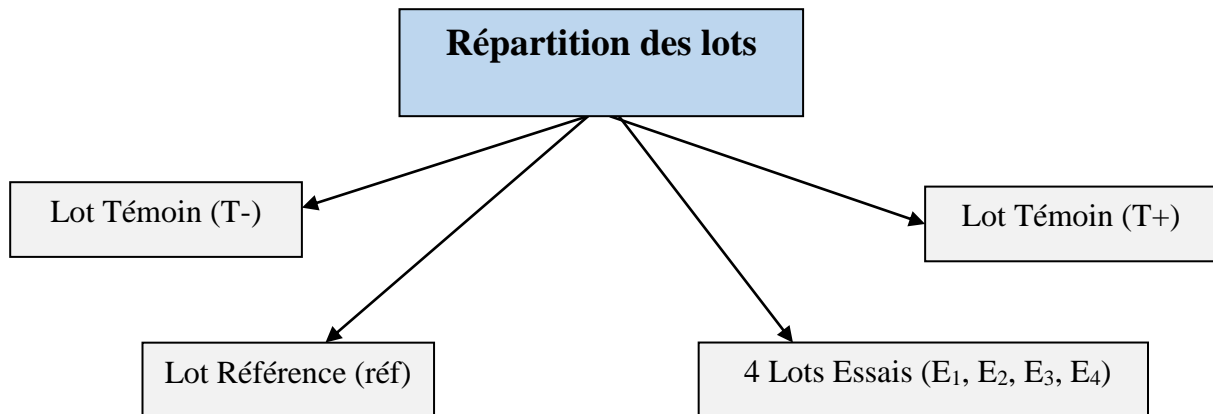 Répartition des lots
Lot Témoin (T-)
Lot Témoin (T+)
Lot Référence (réf)
4 Lots Essais (E₁, E₂, E₃, E₄)